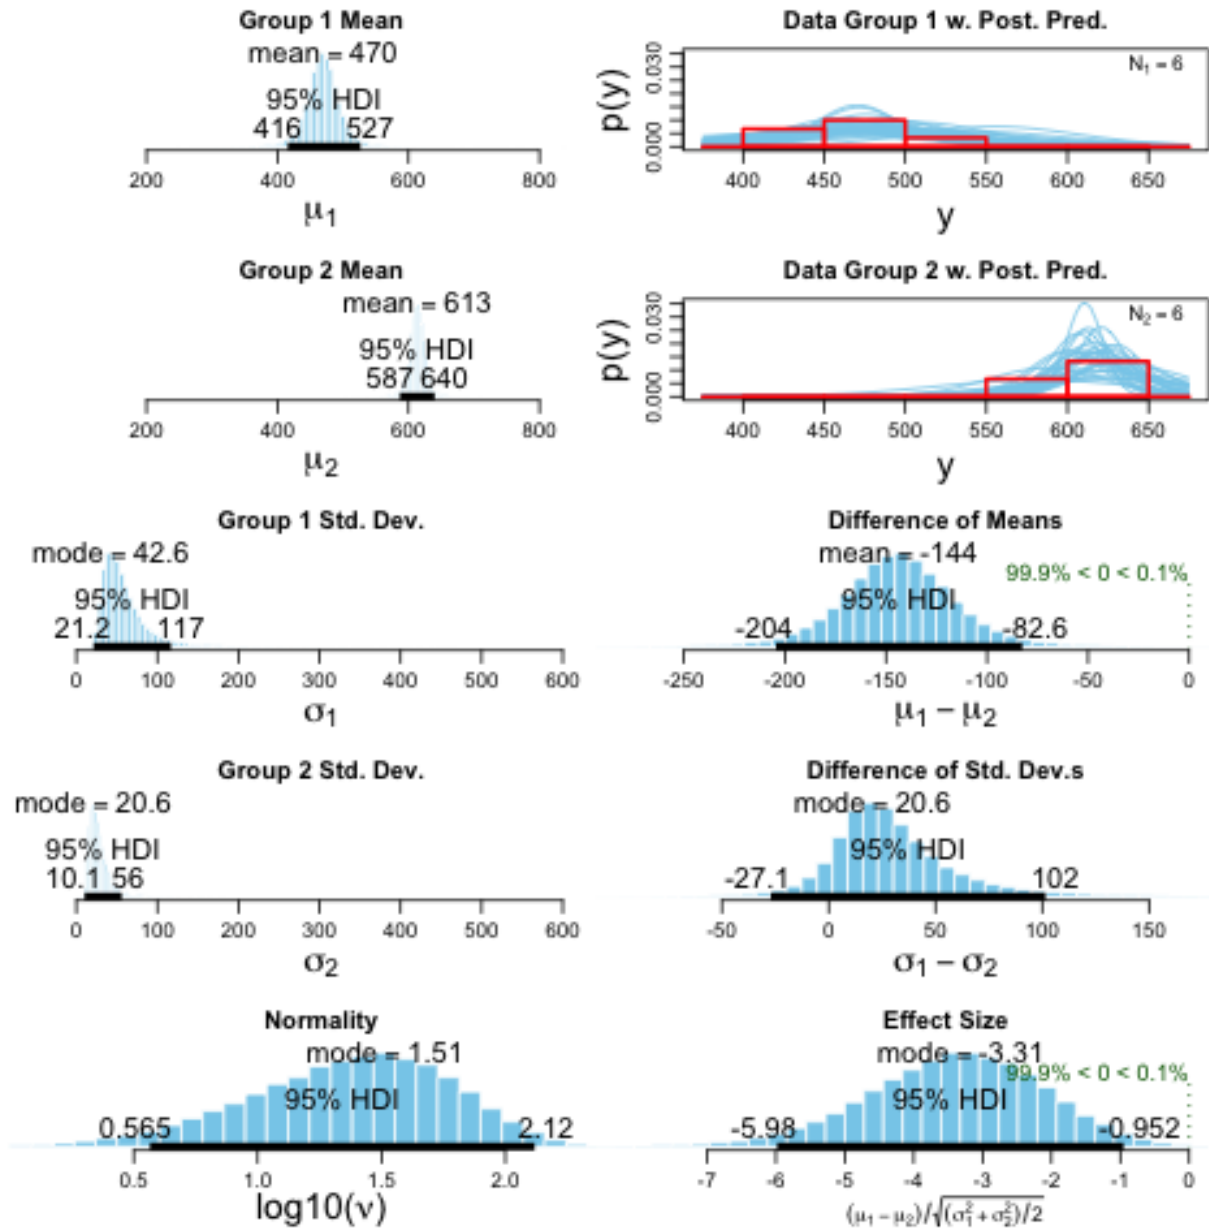 Group 1 Mean
mean = 470
95% HDI
416 527
200 400 600 800
μ1
Data Group 1 w. Post. Pred.
N1 = 6
p(y)
0.000 0.030
400 450 500 550 600 650
y
Group 2 Mean
mean = 613
95% HDI
587 640
200 400 600 800
μ2
Data Group 2 w. Post. Pred.
N2 = 6
p(y)
0.000 0.030
400 450 500 550 600 650
y
Group 1 Std. Dev.
mode = 42.6
95% HDI
21.2 117
0 100 200 300 400 500 600
σ1
Difference of Means
mean = -144
99.9% < 0 < 0.1%
95% HDI
-204 -82.6
-250 -200 -150 -100 -50 0
μ1 − μ2
Group 2 Std. Dev.
mode = 20.6
95% HDI
10.1 56
0 100 200 300 400 500 600
σ2
Difference of Std. Dev.s
mode = 20.6
95% HDI
-27.1 102
-50 0 50 100 150
σ1 − σ2
Normality
mode = 1.51
95% HDI
0.565 2.12
0.5 1.0 1.5 2.0
log10(ν)
Effect Size
mode = -3.31
99.9% < 0 < 0.1%
95% HDI
-5.98 -0.952
-7 -6 -5 -4 -3 -2 -1 0
(μ1 − μ2)/√(σ1² + σ2²)/2